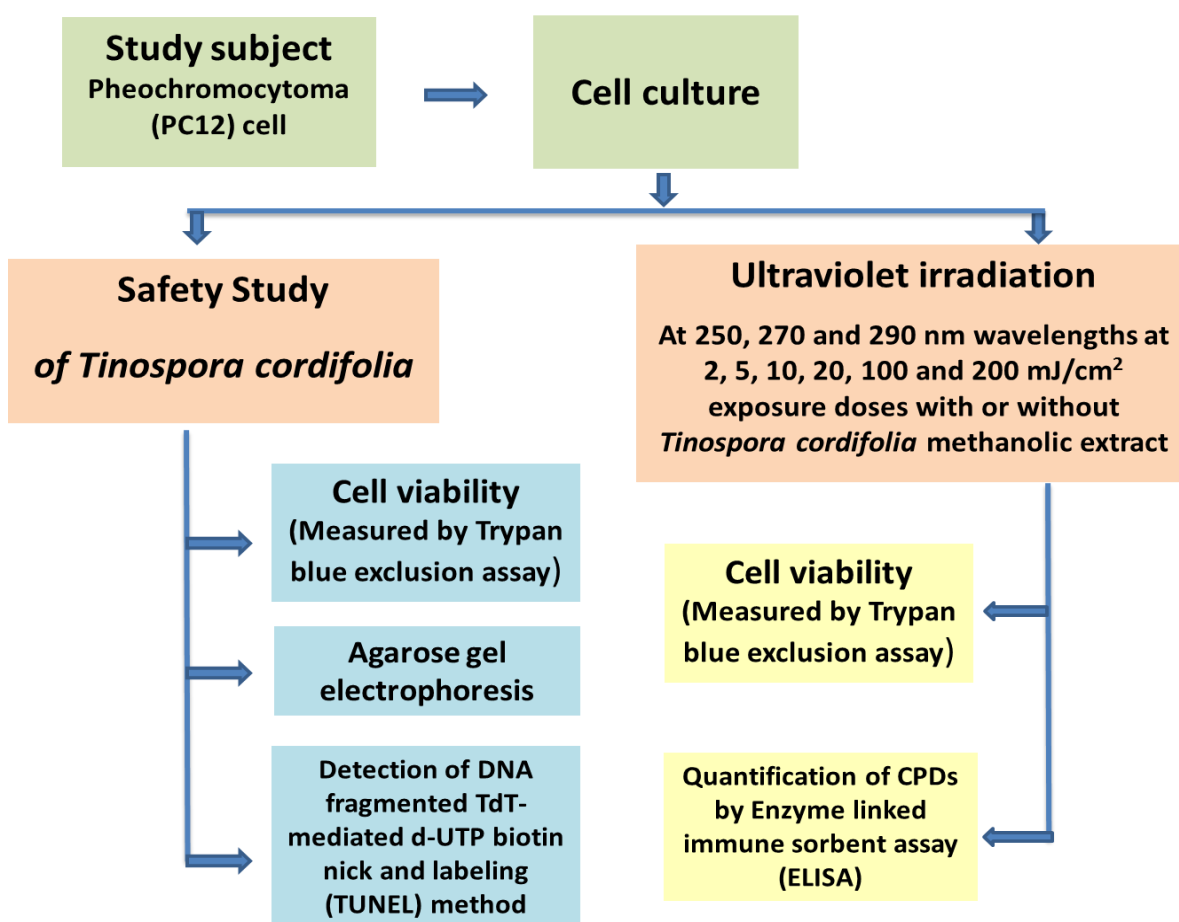 Study subject
Pheochromocytoma
(PC12) cell
Cell culture
Safety Study
of Tinospora cordifolia
Cell viability
(Measured by Trypan
blue exclusion assay)
Agarose gel
electrophoresis
Detection of DNA
fragmented TdT-
mediated d-UTP biotin
nick and labeling
(TUNEL) method
Ultraviolet irradiation
At 250, 270 and 290 nm wavelengths at
2, 5, 10, 20, 100 and 200 mJ/cm²
exposure doses with or without
Tinospora cordifolia methanolic extract
Cell viability
(Measured by Trypan
blue exclusion assay)
Quantification of CPDs
by Enzyme linked
immune sorbent assay
(ELISA)